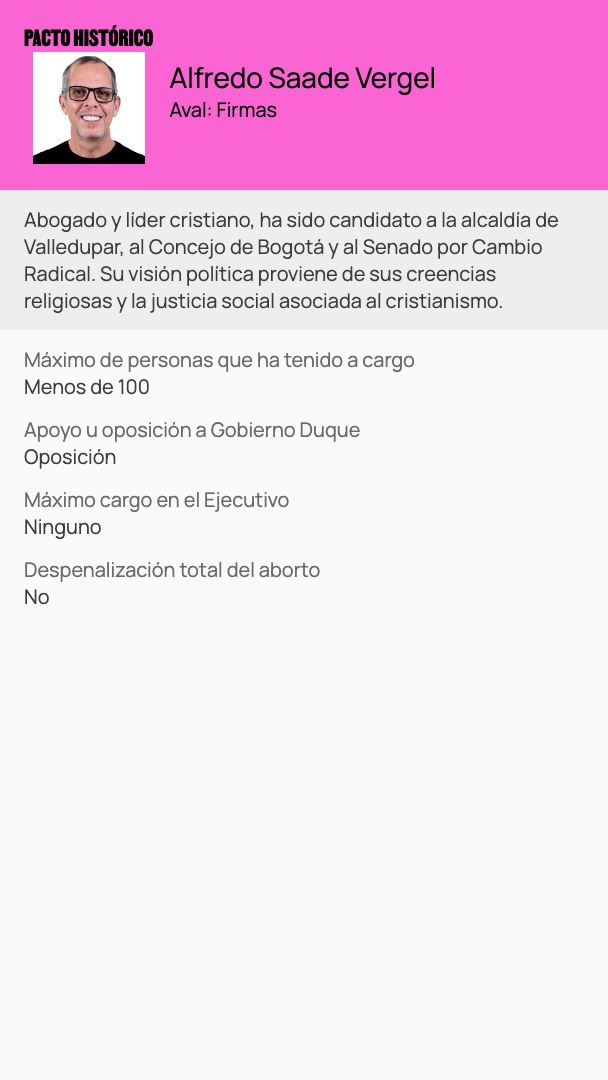 PACTO HISTÓRICO
Alfredo Saade Vergel
Aval: Firmas
Abogado y líder cristiano, ha sido candidato a la alcaldía de
Valledupar, al Concejo de Bogotá y al Senado por Cambio
Radical. Su visión política proviene de sus creencias
religiosas y la justicia social asociada al cristianismo.
Máximo de personas que ha tenido a cargo
Menos de 100
Apoyo u oposición a Gobierno Duque
Oposición
Máximo cargo en el Ejecutivo
Ninguno
Despenalización total del aborto
No